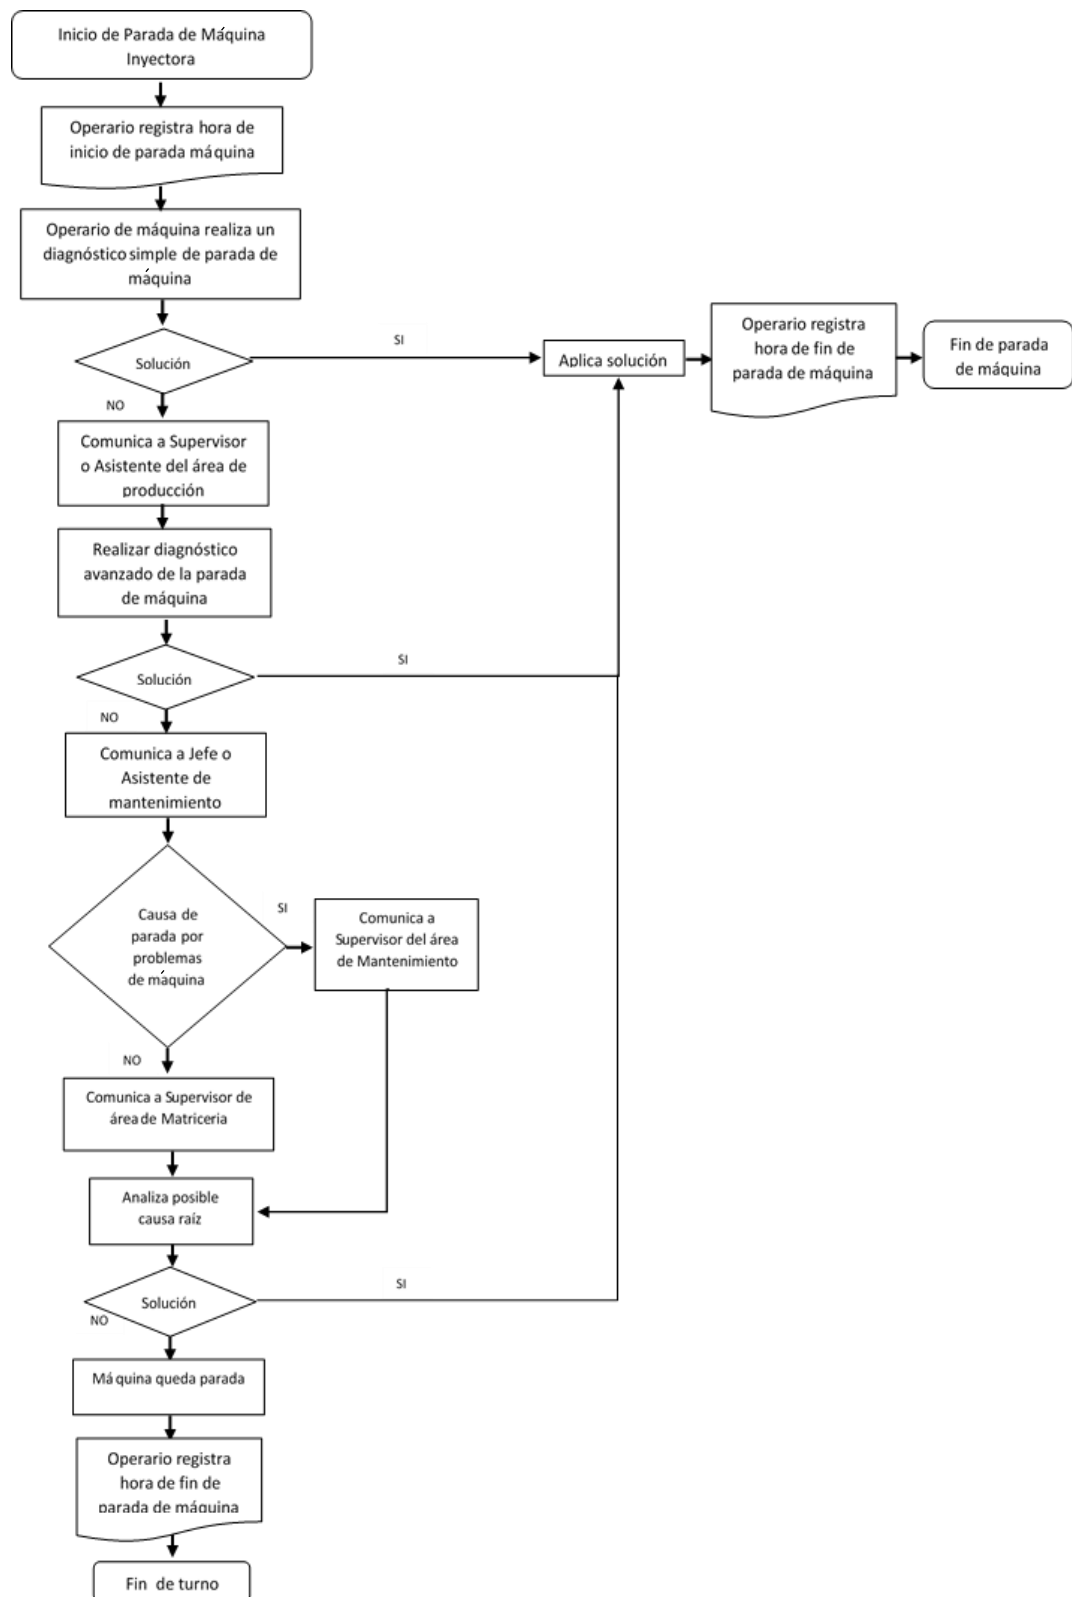 Inicio de Parada de Máquina
Inyectora
Operario registra hora de
inicio de parada máquina
Operario de máquina realiza un
diagnóstico simple de parada de
máquina
Solución
SI
Aplica solución
Operario registra
hora de fin de
parada de máquina
Fin de parada
de máquina
NO
Comunica a Supervisor
o Asistente del área de
producción
Realizar diagnóstico
avanzado de la parada
de máquina
Solución
SI
NO
Comunica a Jefe o
Asistente de
mantenimiento
Causa de
parada por
problemas
de máquina
SI
Comunica a
Supervisor del área
de Mantenimiento
NO
Comunica a Supervisor de
área de Matriceria
Analiza posible
causa raíz
Solución
SI
NO
Máquina queda parada
Operario registra
hora de fin de
parada de máquina
Fin de turno